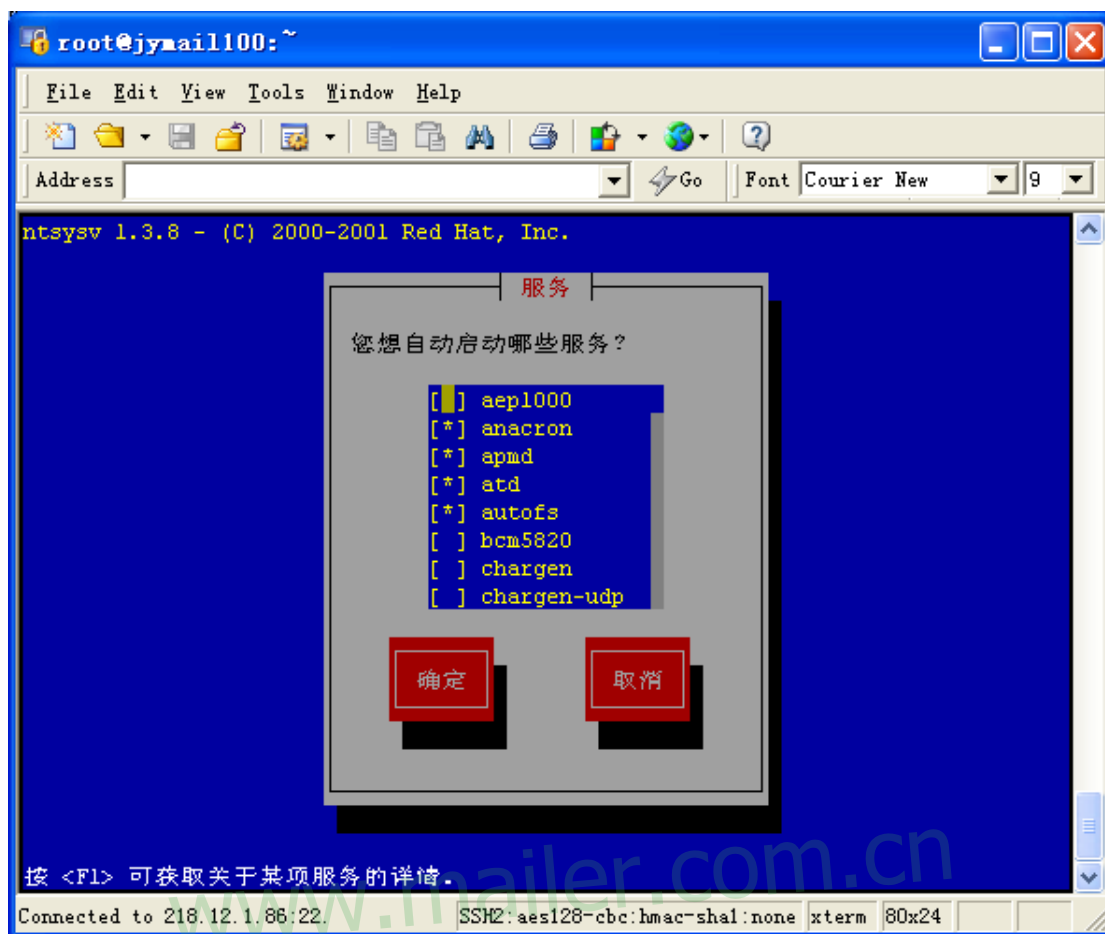 root@jymail100:~
File Edit View Tools Window Help
Address Go Font Courier New 9
ntsysv 1.3.8 - (C) 2000-2001 Red Hat, Inc.
服务
您想自动启动哪些服务?
[ ] aep1000
[*] anacron
[*] apmd
[*] atd
[*] autofs
[ ] bcm5820
[ ] chargen
[ ] chargen-udp
确定 取消
按 <F1> 可获取关于某项服务的详情。
www.mailer.com.cn
Connected to 218.12.1.86:22. SSH2:aes128-cbc:hmac-sha1:none xterm 80x24